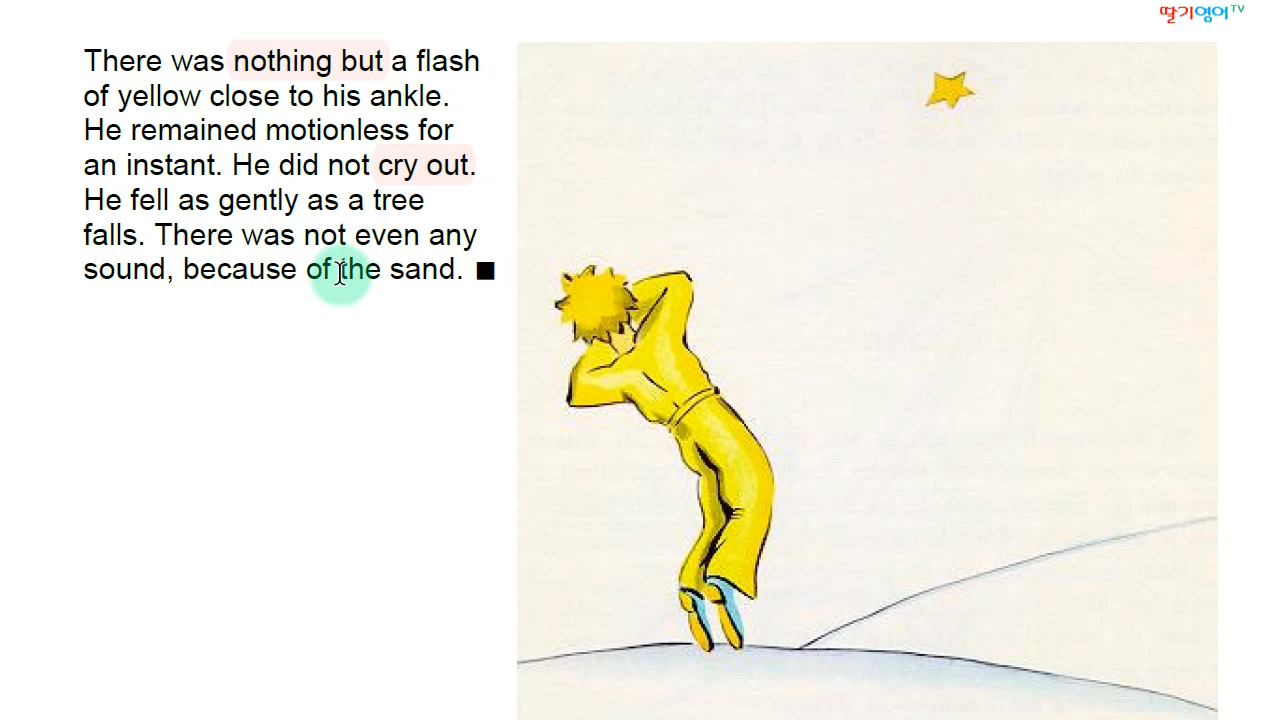 딸기영어TV
There was nothing but a flash
of yellow close to his ankle.
He remained motionless for
an instant. He did not cry out.
He fell as gently as a tree
falls. There was not even any
sound, because of the sand. ■